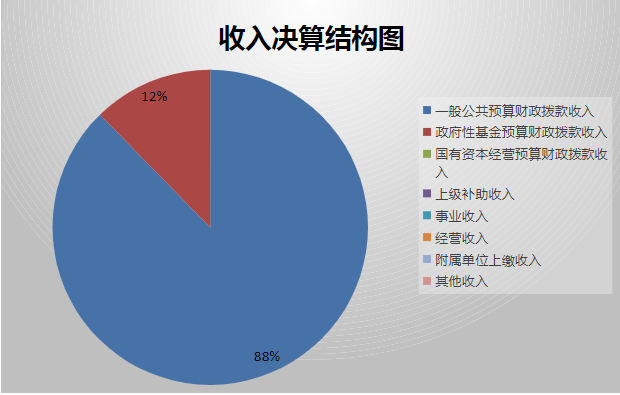 收入决算结构图
12%
88%
一般公共预算财政拨款收入
政府性基金预算财政拨款收入
国有资本经营预算财政拨款收
入
上级补助收入
事业收入
经营收入
附属单位上缴收入
其他收入